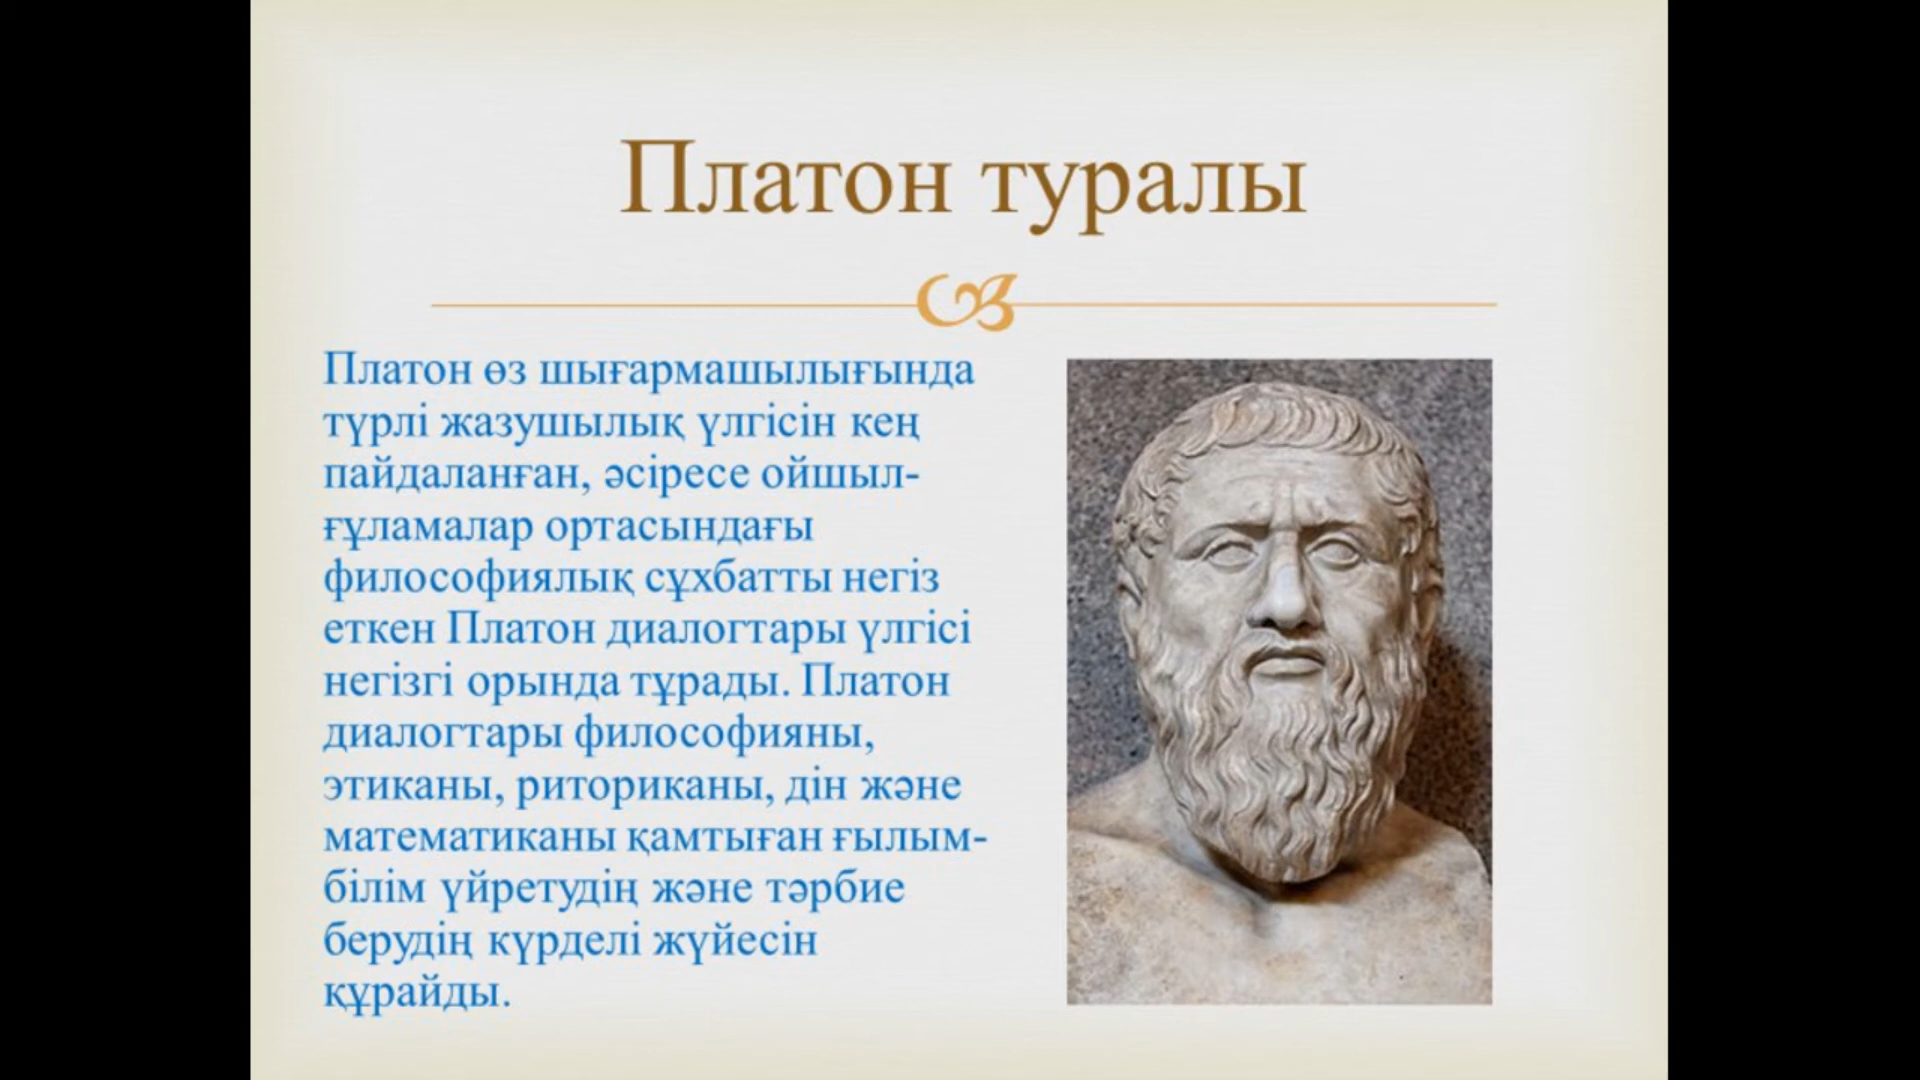 Платон туралы
Платон өз шығармашылығында
түрлі жазушылық үлгісін кең
пайдаланған, әсіресе ойшыл-
ғұламалар ортасындағы
философиялық сұхбатты негіз
еткен Платон диалогтары үлгісі
негізгі орында тұрады. Платон
диалогтары философияны,
этиканы, риториканы, дін және
математиканы қамтыған ғылым-
білім үйретудің және тәрбие
берудің күрделі жүйесін
құрайды.